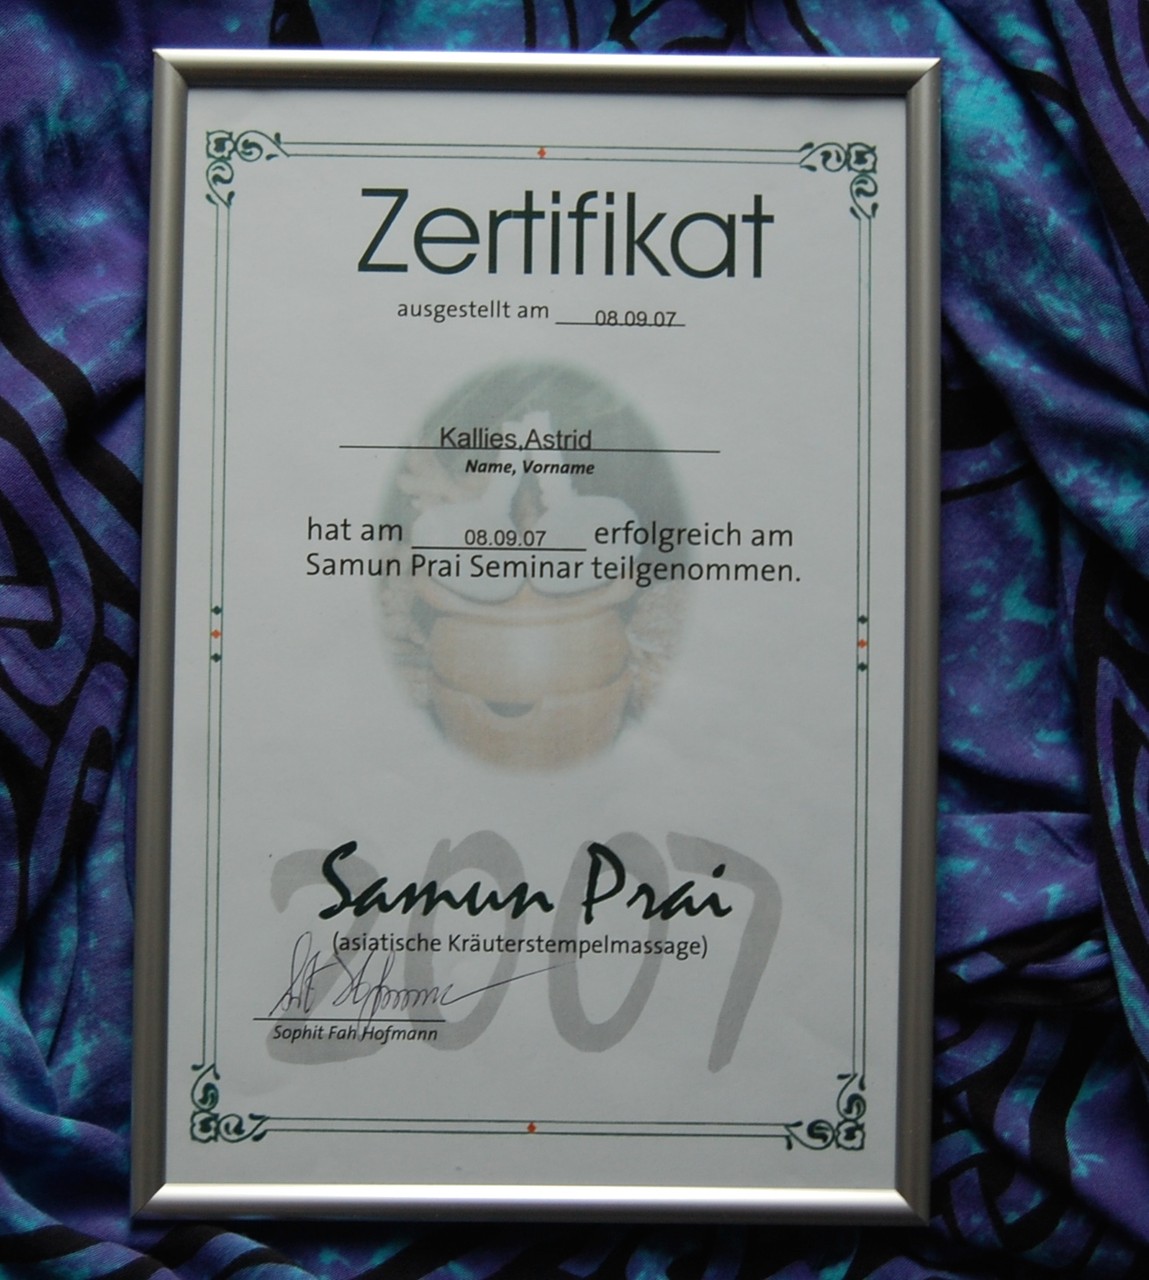 Zertifikat
ausgestellt am 08.09.07
Kallies,Astrid
Name, Vorname
hat am 08.09.07 erfolgreich am
Samun Prai Seminar teilgenommen.
2007
Samun Prai
(asiatische Kräuterstempelmassage)
Sophit Fah Hofmann